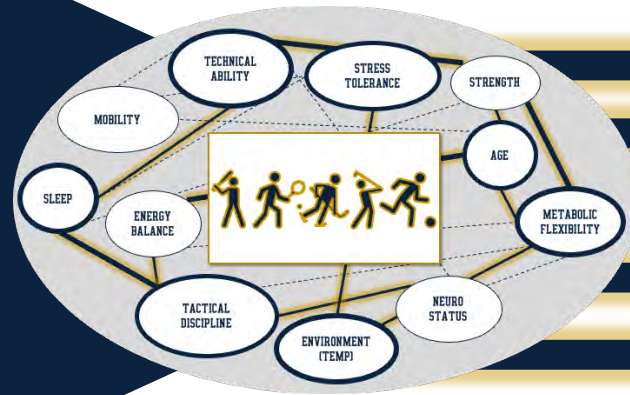 TECHNICAL
ABILITY
STRESS
TOLERANCE
STRENGTH
MOBILITY
AGE
SLEEP
ENERGY
BALANCE
METABOLIC
FLEXIBILITY
TACTICAL
DISCIPLINE
NEURO
STATUS
ENVIRONMENT
(TEMP)